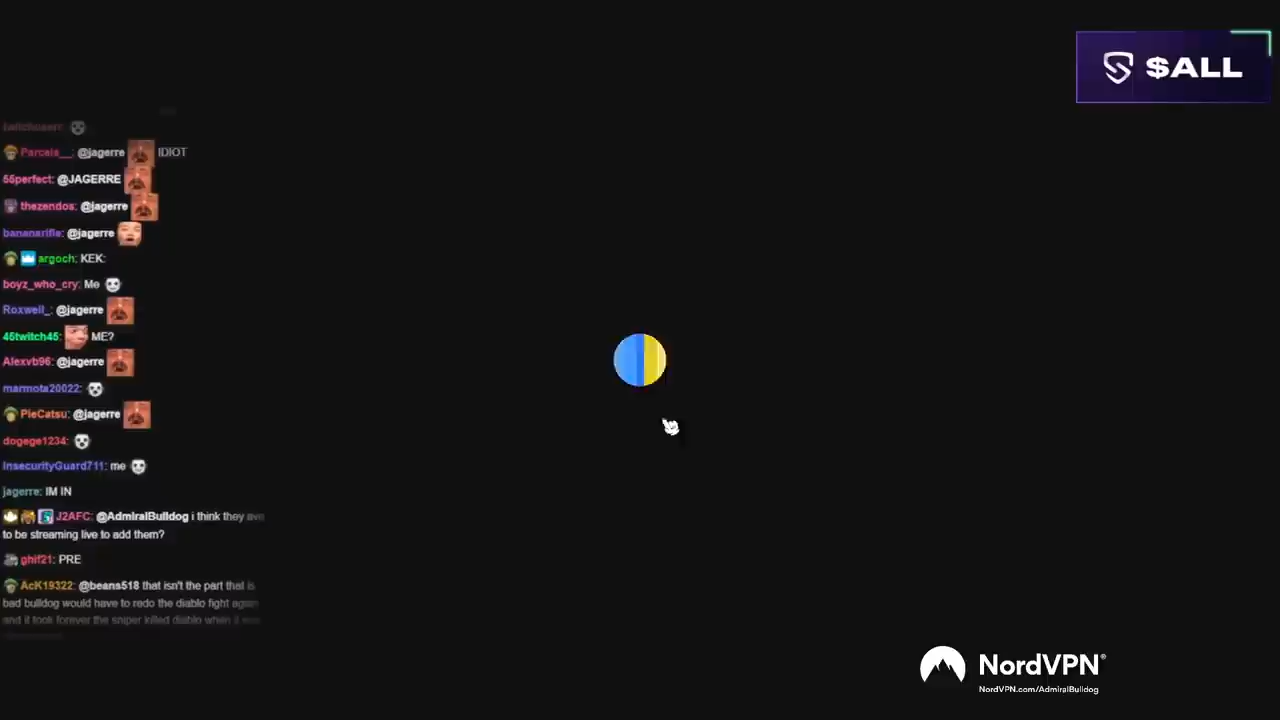 $ALL
Parcels__: @jagerre IDIOT
55perfect: @JAGERRE
thezendos: @jagerre
bananarifle: @jagerre
argoch: KEK:
boyz_who_cry: Me
Roxwell_: @jagerre
45twitch45: ME?
Alexvb96: @jagerre
marmota20022:
PieCatsu: @jagerre
dogege1234:
InsecurityGuard711: me
jagerre: IM IN
J2AFC: @AdmiralBulldog i think they ave
to be streaming live to add them?
ghif21: PRE
AcK19322: @beans518 that isn't the part that is
bad bulldog would have to redo the diablo fight again
and it took forever the sniper killed diablo when it was
NordVPN®
NordVPN.com/AdmiralBulldog